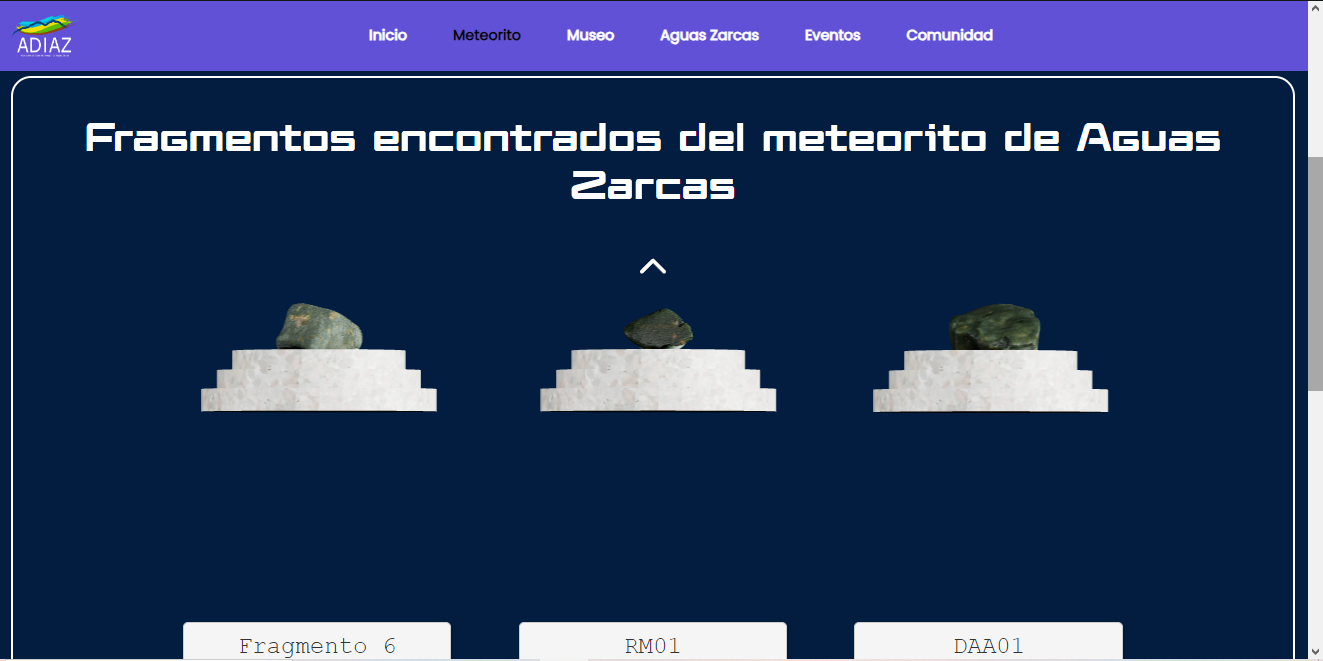 ADIAZ
Inicio Meteorito Museo Aguas Zarcas Eventos Comunidad
Fragmentos encontrados del meteorito de Aguas
Zarcas
Fragmento 6 RM01 DAA01